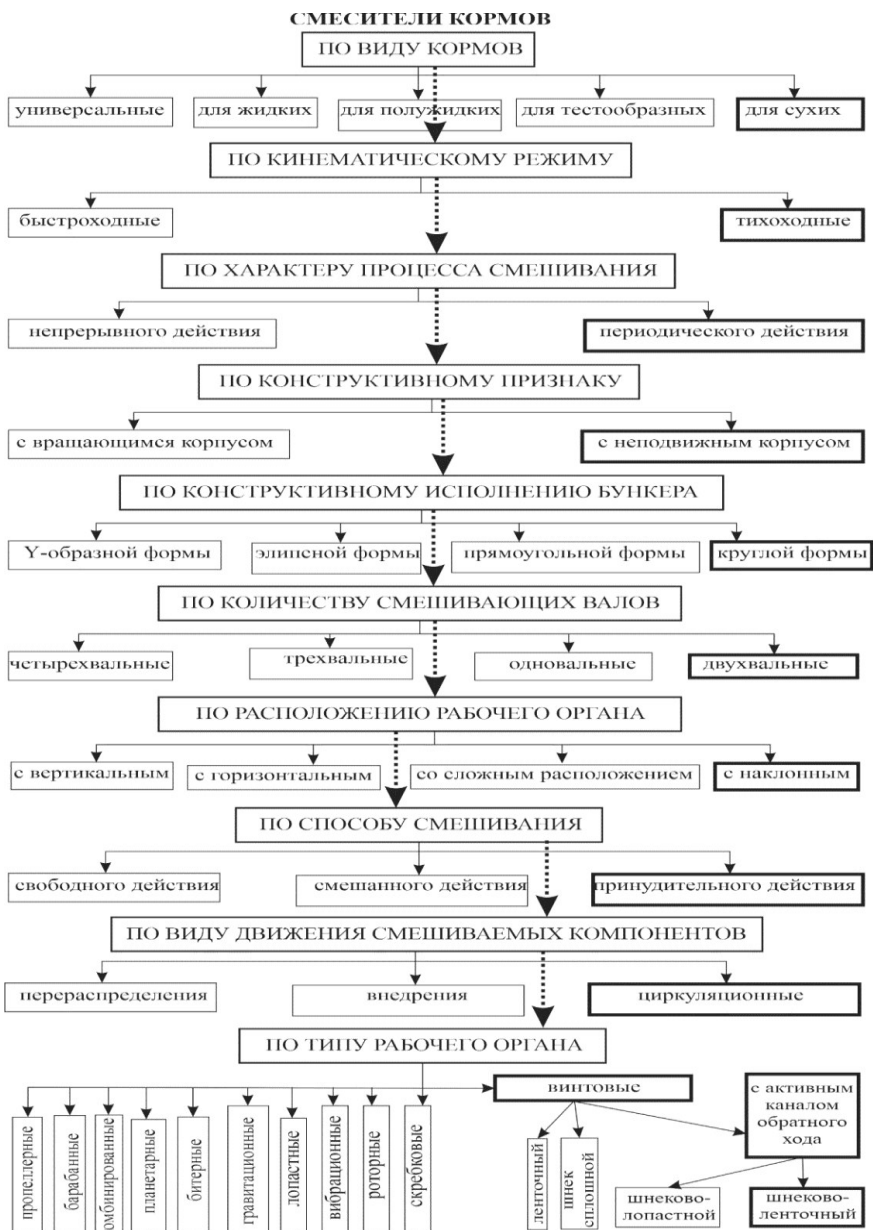 СМЕСИТЕЛИ КОРМОВ
ПО ВИДУ КОРМОВ
универсальные
для жидких
для полужидких
для тестообразных
для сухих
ПО КИНЕМАТИЧЕСКОМУ РЕЖИМУ
быстроходные
тихоходные
ПО ХАРАКТЕРУ ПРОЦЕССА СМЕШИВАНИЯ
непрерывного действия
периодического действия
ПО КОНСТРУКТИВНОМУ ПРИЗНАКУ
с вращающимся корпусом
с неподвижным корпусом
ПО КОНСТРУКТИВНОМУ ИСПОЛНЕНИЮ БУНКЕРА
Y-образной формы
элипсной формы
прямоугольной формы
круглой формы
ПО КОЛИЧЕСТВУ СМЕШИВАЮЩИХ ВАЛОВ
четырехвальные
трехвальные
одновальные
двухвальные
ПО РАСПОЛОЖЕНИЮ РАБОЧЕГО ОРГАНА
с вертикальным
с горизонтальным
со сложным расположением
с наклонным
ПО СПОСОБУ СМЕШИВАНИЯ
свободного действия
смешанного действия
принудительного действия
ПО ВИДУ ДВИЖЕНИЯ СМЕШИВАЕМЫХ КОМПОНЕНТОВ
перераспределения
внедрения
циркуляционные
ПО ТИПУ РАБОЧЕГО ОРГАНА
пропеллерные
барабанные
комбинированные
планетарные
битерные
гравитационные
лопастные
вибрационные
роторные
скребковые
винтовые
с активным
каналом
обратного
хода
ленточный
шнек
сплошной
шнеково-
лопастной
шнеково-
ленточный